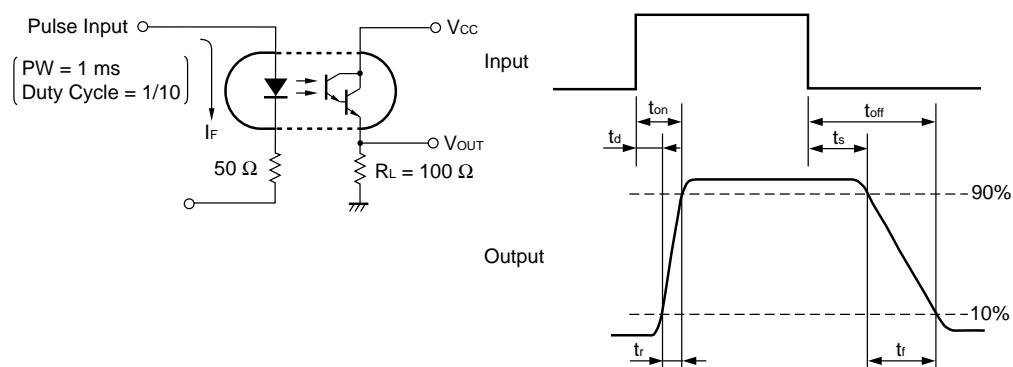 Pulse Input
PW = 1 ms
Duty Cycle = 1/10
IF
50 Ω
VCC
VOUT
RL = 100 Ω
Input
ton
toff
td
ts
90%
Output
10%
tr
tf